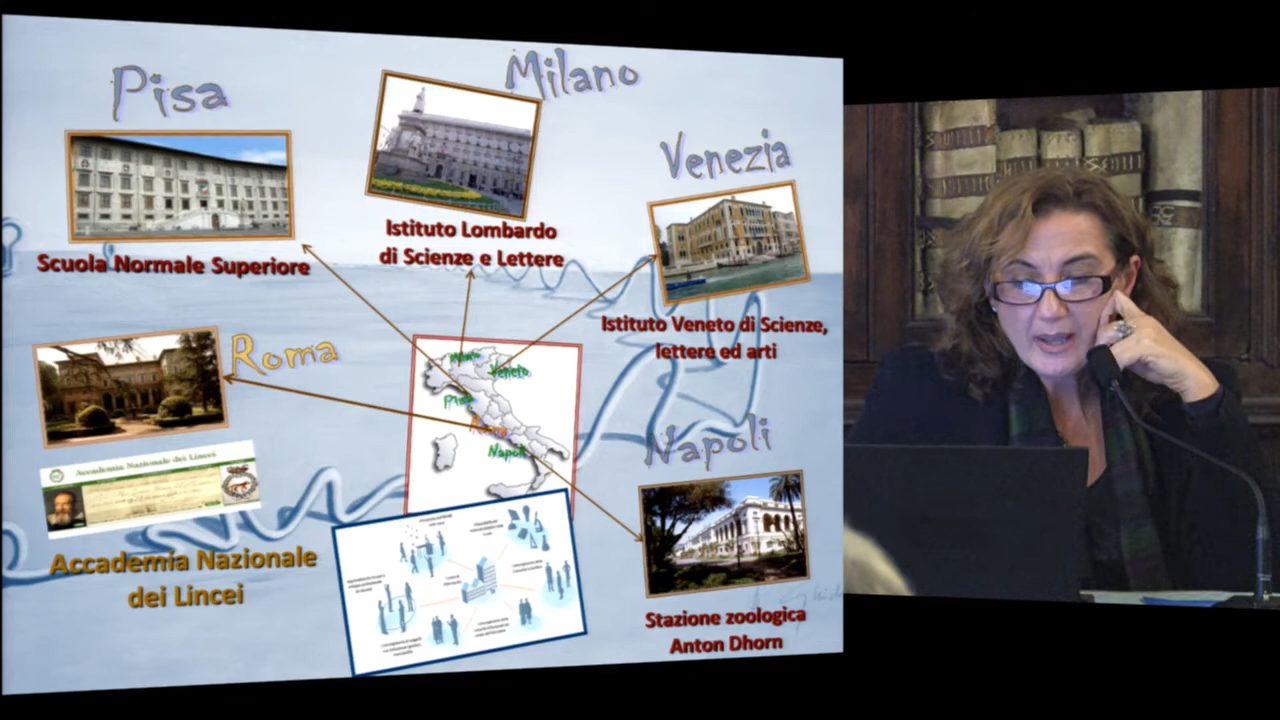 Pisa
Milano
Venezia
Scuola Normale Superiore
Istituto Lombardo
di Scienze e Lettere
Istituto Veneto di Scienze,
lettere ed arti
Roma
Milano
Veneto
Pisa
Roma
Napoli
Napoli
Accademia Nazionale dei Lincei
Accademia Nazionale
dei Lincei
Stazione zoologica
Anton Dhorn